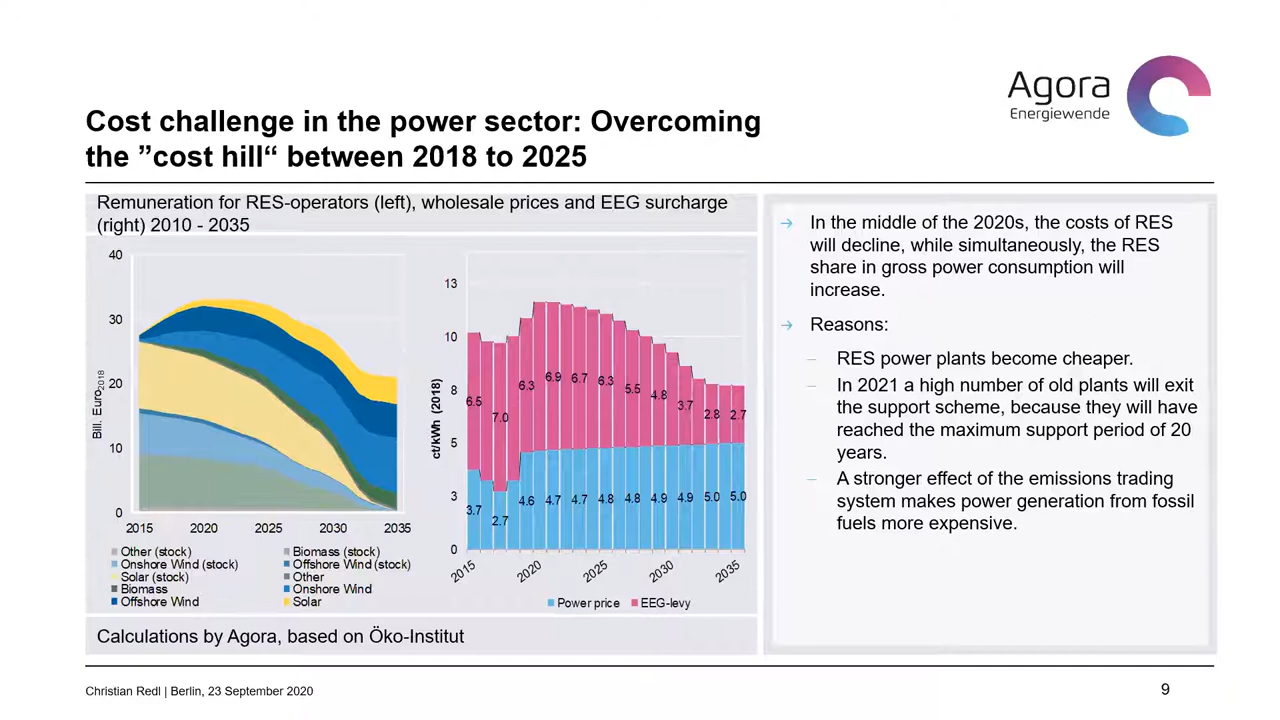 Agora
Energiewende
Cost challenge in the power sector: Overcoming
the ”cost hill“ between 2018 to 2025
Remuneration for RES-operators (left), wholesale prices and EEG surcharge
(right) 2010 - 2035
40
30
20
10
0
Bill. Euro2018
2015 2020 2025 2030 2035
Other (stock) Biomass (stock)
Onshore Wind (stock) Offshore Wind (stock)
Solar (stock) Other
Biomass Onshore Wind
Offshore Wind Solar
13
10
8
5
3
0
ct/kWh (2018)
6.5 7.0 6.3 6.9 6.7 6.3 5.5 4.8 3.7 2.8 2.7
3.7 2.7 4.6 4.7 4.7 4.8 4.8 4.9 4.9 5.0 5.0
2015 2020 2025 2030 2035
Power price EEG-levy
Calculations by Agora, based on Öko-Institut
→ In the middle of the 2020s, the costs of RES
will decline, while simultaneously, the RES
share in gross power consumption will
increase.
→ Reasons:
– RES power plants become cheaper.
– In 2021 a high number of old plants will exit
the support scheme, because they will have
reached the maximum support period of 20
years.
– A stronger effect of the emissions trading
system makes power generation from fossil
fuels more expensive.
Christian Redl | Berlin, 23 September 2020
9